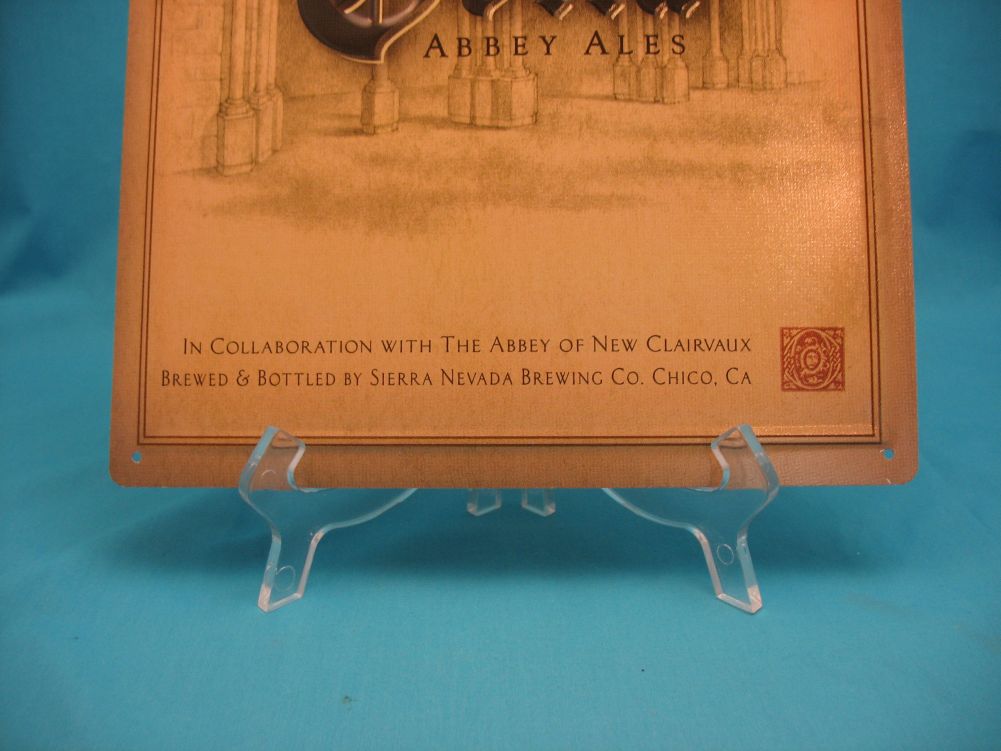 ABBEY ALES
IN COLLABORATION WITH THE ABBEY OF NEW CLAIRVAUX
BREWED & BOTTLED BY SIERRA NEVADA BREWING CO. CHICO, CA